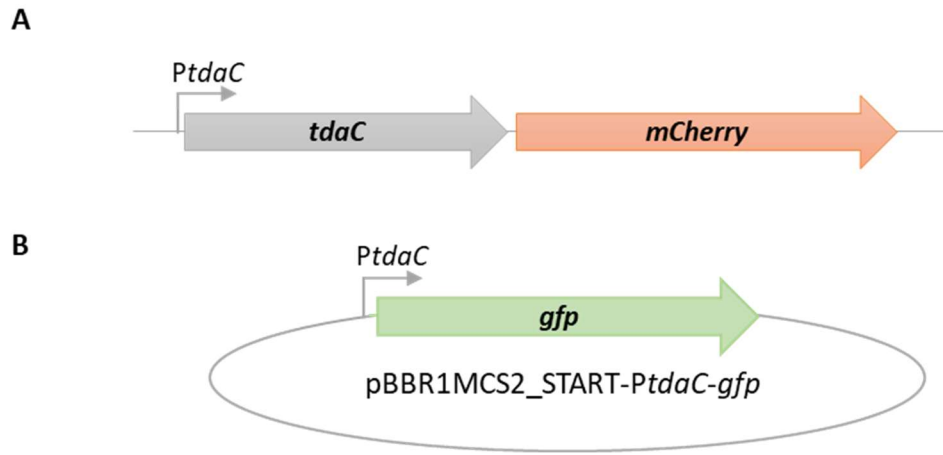 A
PtdaC
tdaC
mCherry
B
PtdaC
gfp
pBBR1MCS2_START-PtdaC-gfp